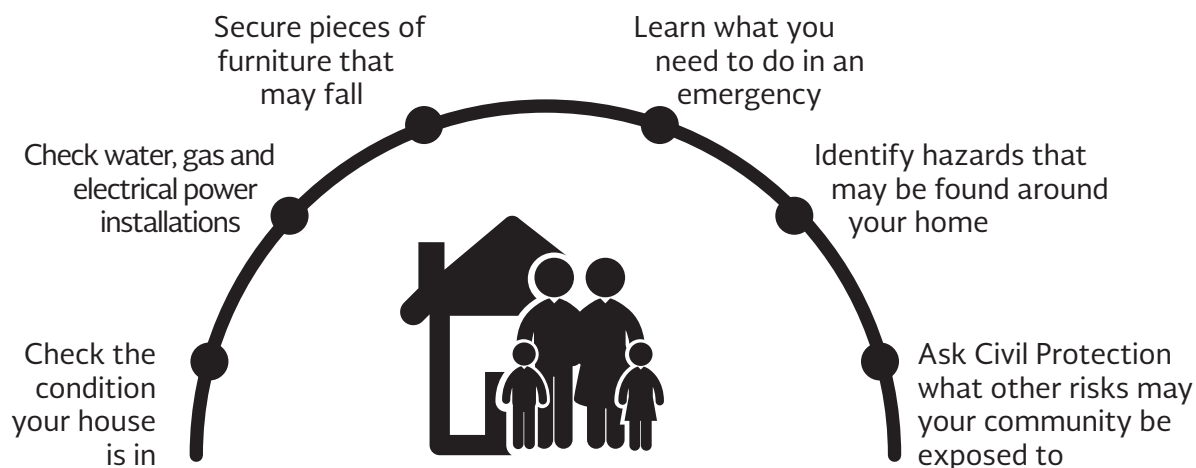 Check the
condition
your house
is in
Check water, gas and
electrical power
installations
Secure pieces of
furniture that
may fall
Learn what you
need to do in an
emergency
Identify hazards that
may be found around
your home
Ask Civil Protection
what other risks may
your community be
exposed to